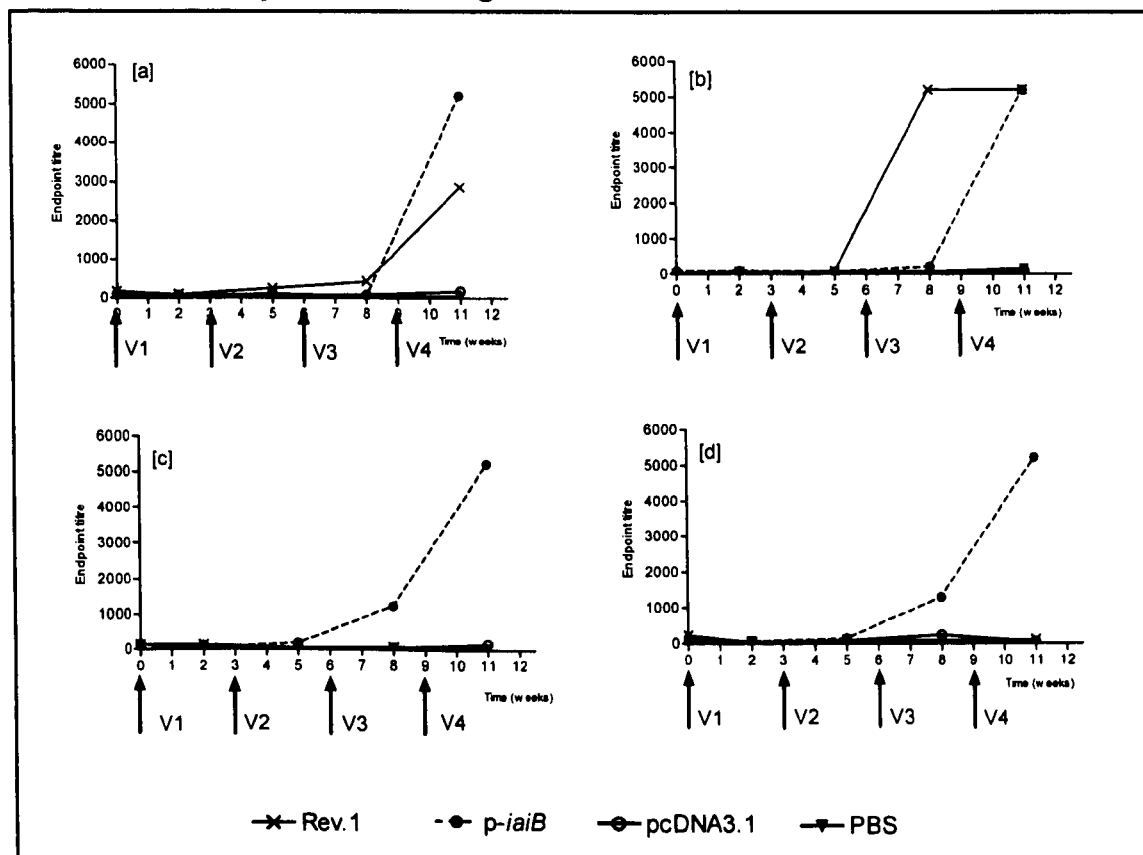 [a]
6000
5000
4000
3000
2000
1000
0
Endpoint titre
0 1 2 3 4 5 6 7 8 9 10 11 12
Time (weeks)
V1 V2 V3 V4
[b]
6000
5000
4000
3000
2000
1000
0
Endpoint titre
0 1 2 3 4 5 6 7 8 9 10 11 12
Time (weeks)
V1 V2 V3 V4
[c]
6000
5000
4000
3000
2000
1000
0
Endpoint titre
0 1 2 3 4 5 6 7 8 9 10 11 12
Time (weeks)
V1 V2 V3 V4
[d]
6000
5000
4000
3000
2000
1000
0
Endpoint titre
0 1 2 3 4 5 6 7 8 9 10 11 12
Time (weeks)
V1 V2 V3 V4
Rev.1 p-iaiB pcDNA3.1 PBS